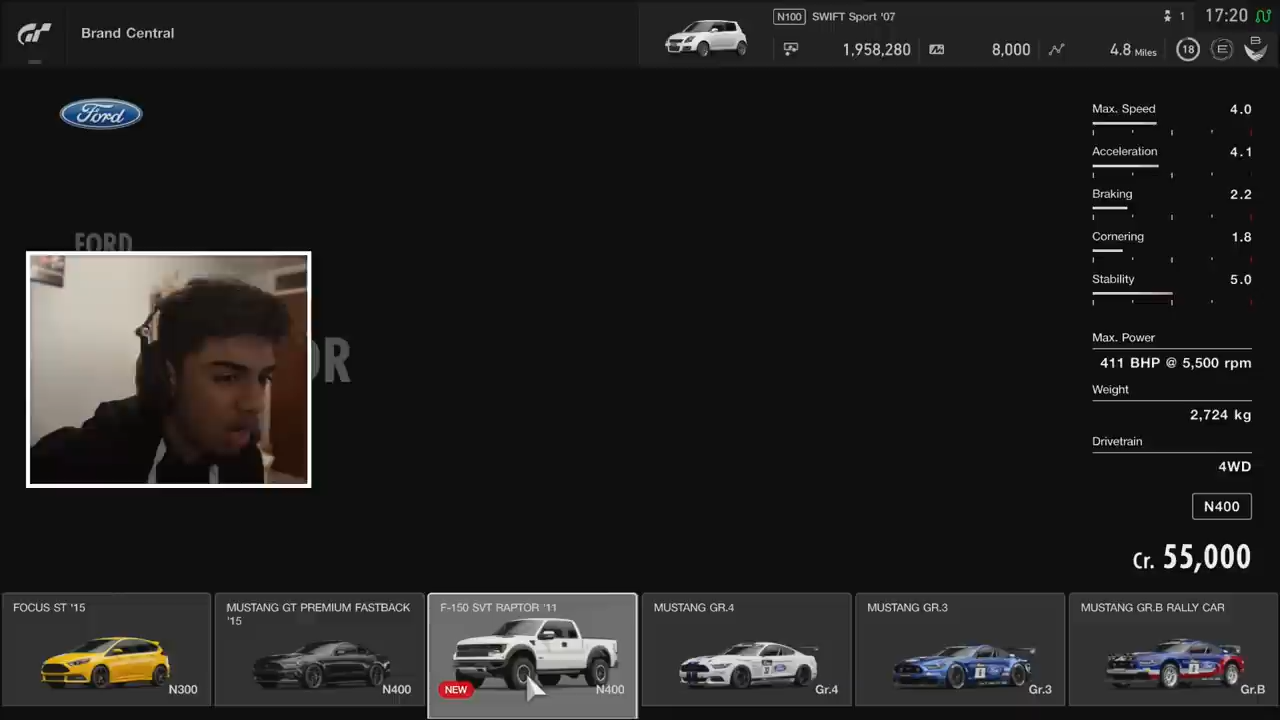 GT
Brand Central
N100 SWIFT Sport '07
1 17:20
1,958,280 8,000 4.8 Miles 18 E B
Ford
FORD
OR
Max. Speed 4.0
Acceleration 4.1
Braking 2.2
Cornering 1.8
Stability 5.0
Max. Power
411 BHP @ 5,500 rpm
Weight
2,724 kg
Drivetrain
4WD
N400
Cr. 55,000
FOCUS ST '15
N300
MUSTANG GT PREMIUM FASTBACK
'15
N400
F-150 SVT RAPTOR '11
NEW N400
MUSTANG GR.4
Gr.4
MUSTANG GR.3
Gr.3
MUSTANG GR.B RALLY CAR
Gr.B